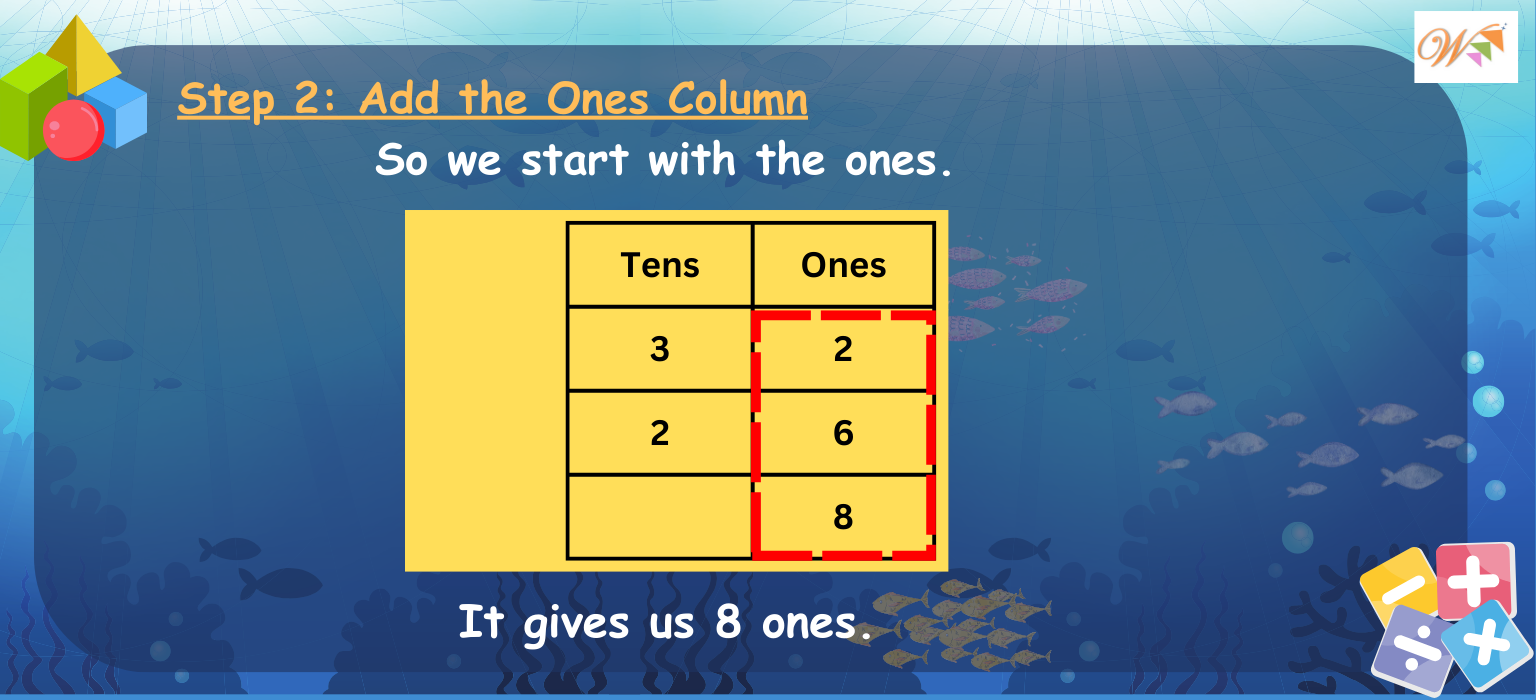 Step 2: Add the Ones Column
So we start with the ones.
Tens Ones
3 2
2 6
8
It gives us 8 ones.